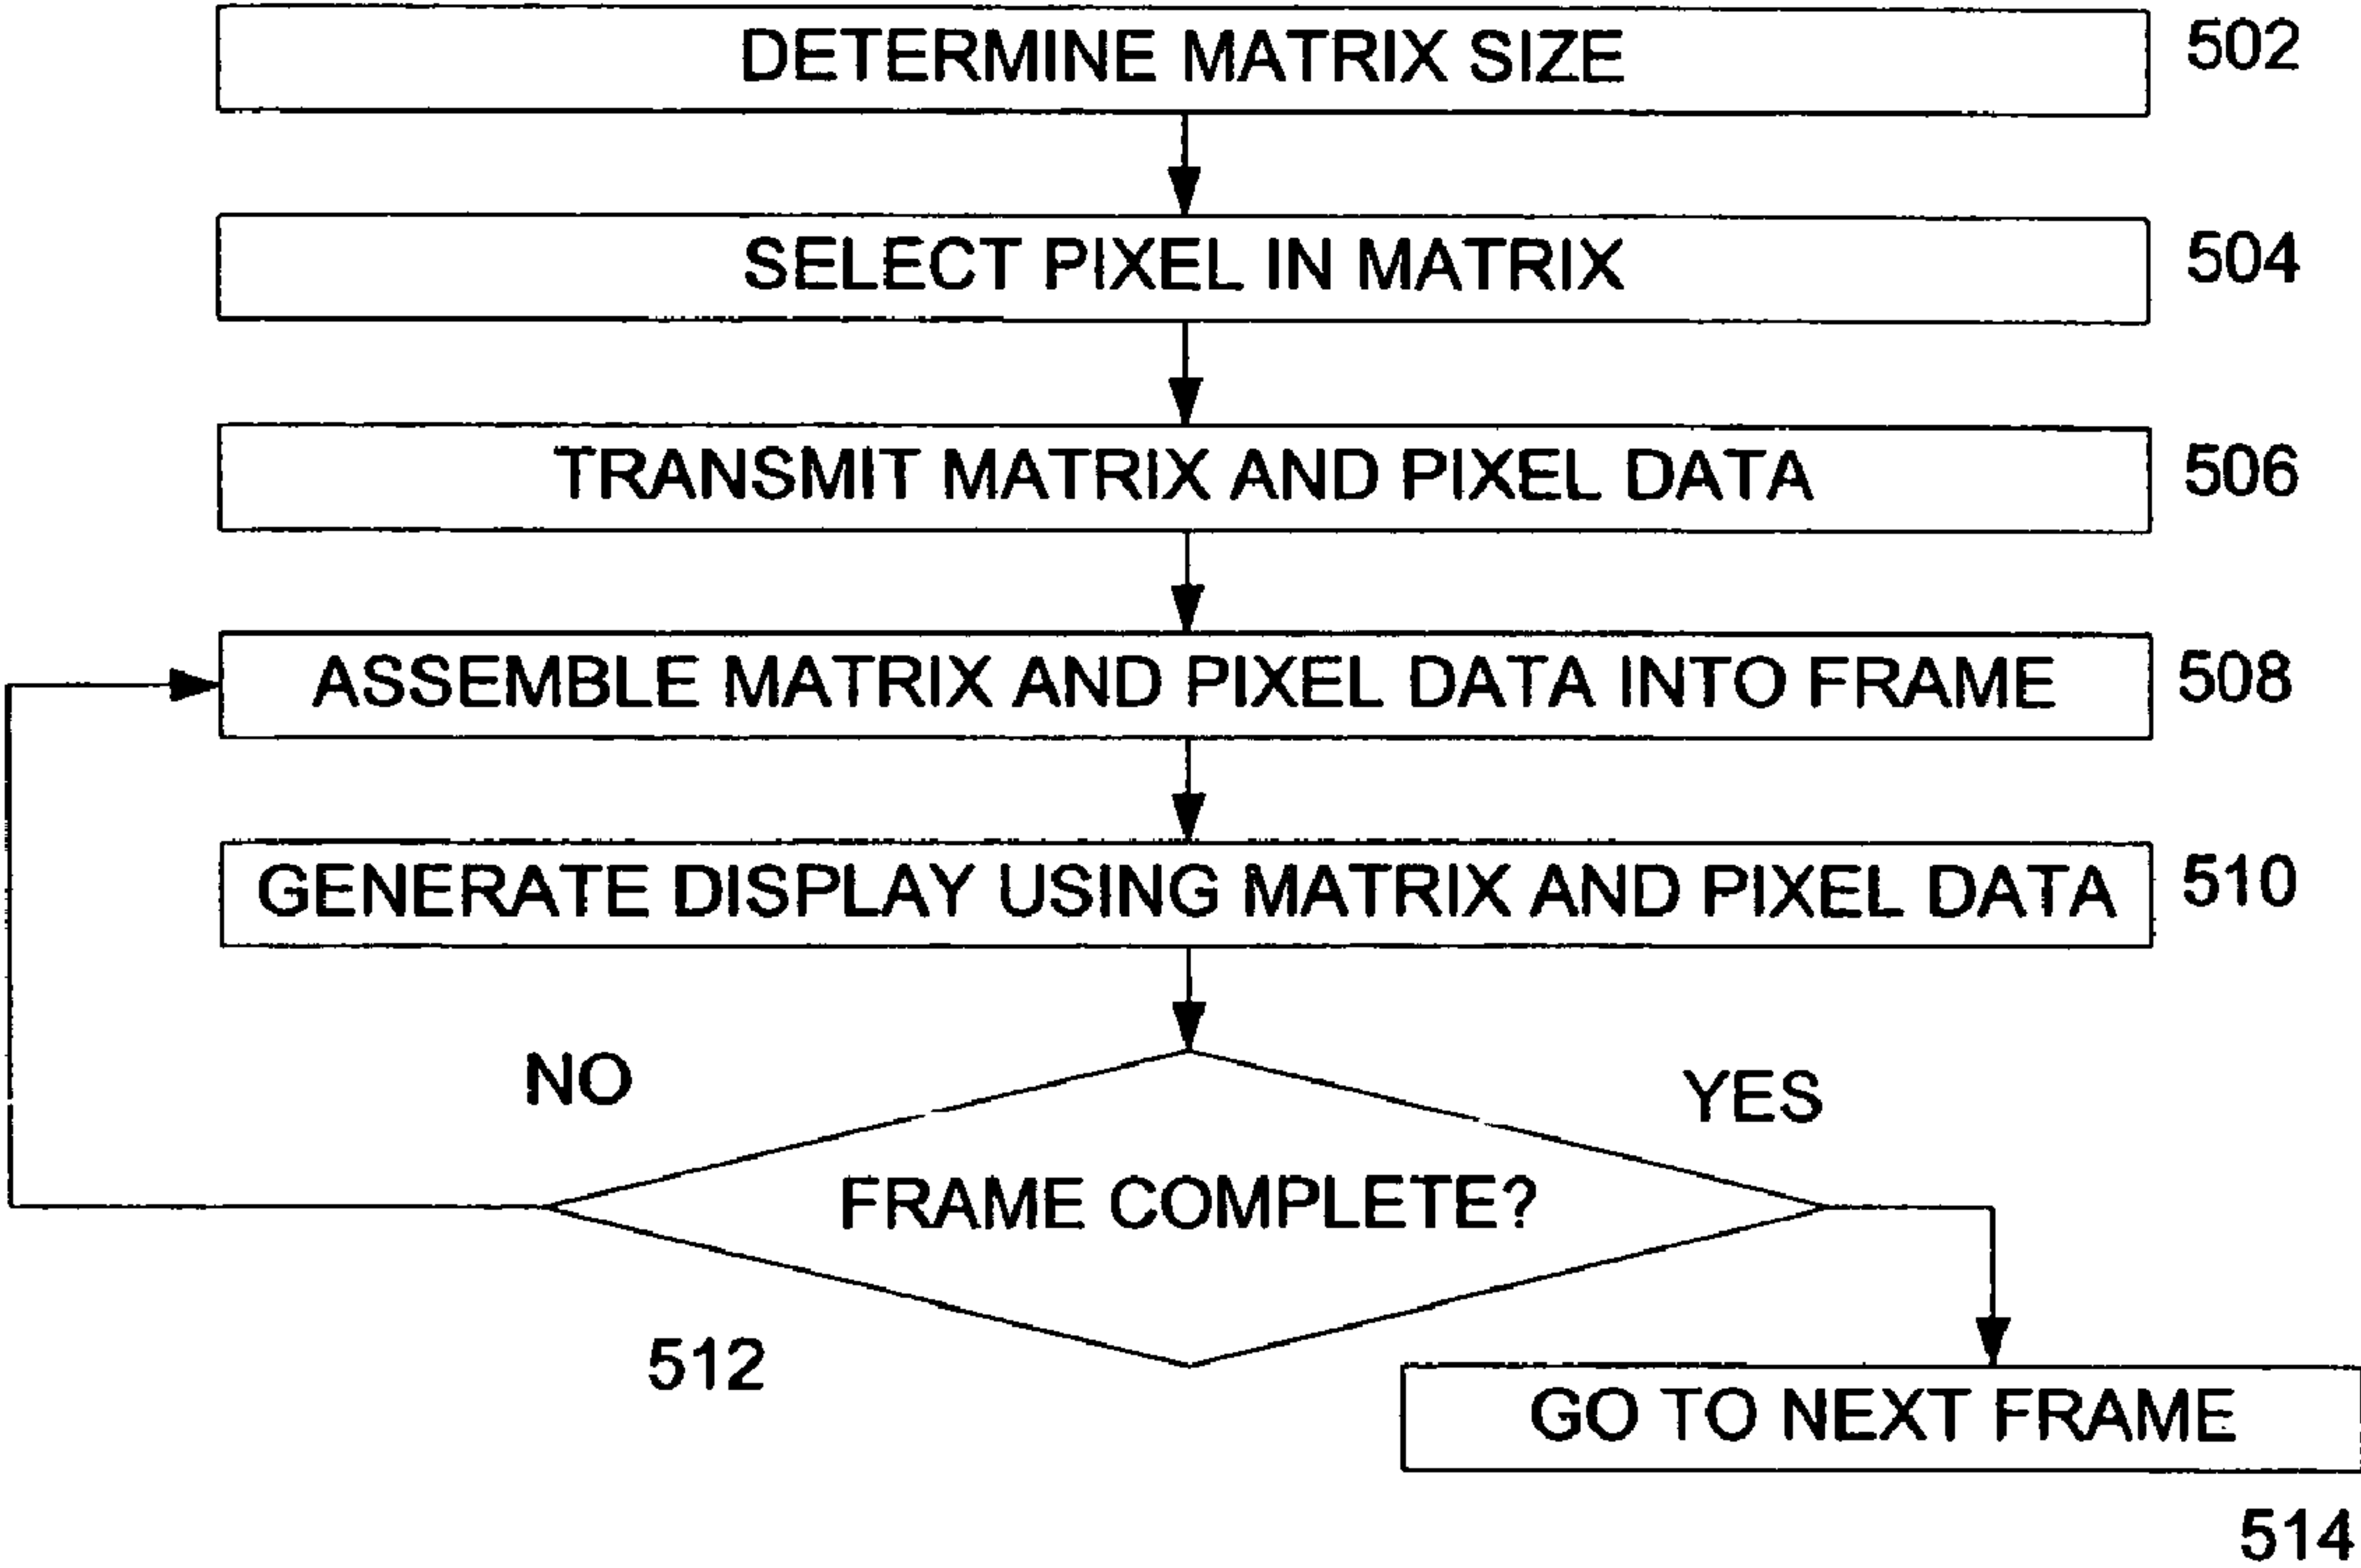 DETERMINE MATRIX SIZE 502
SELECT PIXEL IN MATRIX 504
TRANSMIT MATRIX AND PIXEL DATA 506
ASSEMBLE MATRIX AND PIXEL DATA INTO FRAME 508
GENERATE DISPLAY USING MATRIX AND PIXEL DATA 510
NO
YES
FRAME COMPLETE?
512
GO TO NEXT FRAME
514